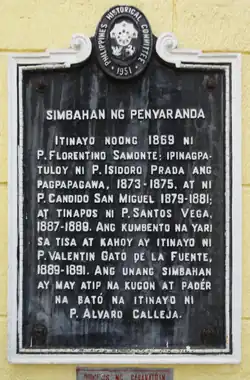 PHILIPPINES HISTORICAL COMMITTEE
1951
SIMBAHAN NG PENYARANDA
ITINAYO NOONG 1869 NI
P. FLORENTINO SAMONTE; IPINAGPA-
TULOY NI P. ISIDORO PRADA ANG
PAGPAPAGAWA, 1873-1875, AT NI
P. CANDIDO SAN MIGUEL 1879-1881;
AT TINAPOS NI P. SANTOS VEGA,
1887-1889. ANG KUMBENTO NA YARI
SA TISA AT KAHOY AY ITINAYO NI
P. VALENTIN GATO DE LA FUENTE,
1889-1891. ANG UNANG SIMBAHAN
AY MAY ATIP NA KUGON AT PADER
NA BATO NA ITINAYO NI
P. ALVARO CALLEJA.